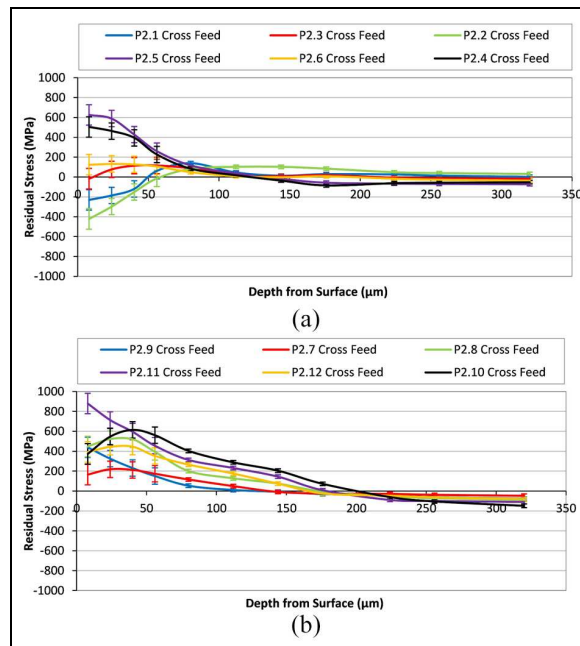 P2.1 Cross Feed P2.3 Cross Feed P2.2 Cross Feed
P2.5 Cross Feed P2.6 Cross Feed P2.4 Cross Feed
1000
800
600
400
200
0
-200
-400
-600
-800
-1000
Residual Stress (MPa)
0 50 100 150 200 250 300 350
Depth from Surface (µm)
(a)
P2.9 Cross Feed P2.7 Cross Feed P2.8 Cross Feed
P2.11 Cross Feed P2.12 Cross Feed P2.10 Cross Feed
1000
800
600
400
200
0
-200
-400
-600
-800
-1000
Residual Stress (MPa)
0 50 100 150 200 250 300 350
Depth from Surface (µm)
(b)